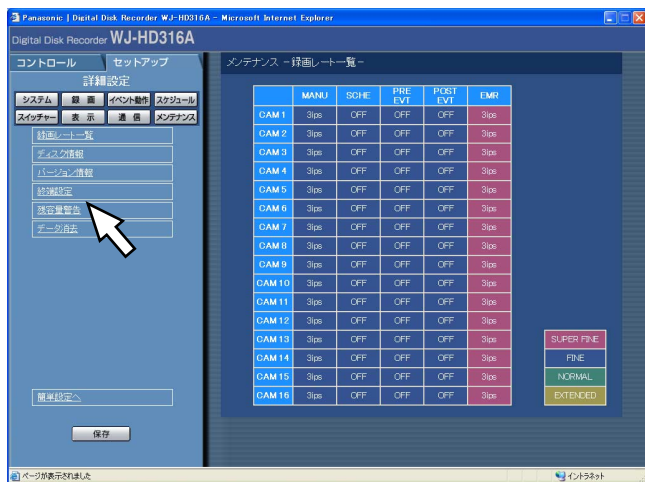 Panasonic | Digital Disk Recorder WJ-HD316A - Microsoft Internet Explorer
Digital Disk Recorder WJ-HD316A
コントロール セットアップ
詳細設定
システム 録 画 イベント動作 スケジュール
スイッチャー 表 示 通 信 メンテナンス
録画レート一覧
ディスク情報
バージョン情報
終端設定
残容量警告
データ消去
簡単設定へ
保存
メンテナンス －録画レート一覧－
MANU SCHE PRE EVT POST EVT EMR
CAM 1 3ips OFF OFF OFF 3ips
CAM 2 3ips OFF OFF OFF 3ips
CAM 3 3ips OFF OFF OFF 3ips
CAM 4 3ips OFF OFF OFF 3ips
CAM 5 3ips OFF OFF OFF 3ips
CAM 6 3ips OFF OFF OFF 3ips
CAM 7 3ips OFF OFF OFF 3ips
CAM 8 3ips OFF OFF OFF 3ips
CAM 9 3ips OFF OFF OFF 3ips
CAM 10 3ips OFF OFF OFF 3ips
CAM 11 3ips OFF OFF OFF 3ips
CAM 12 3ips OFF OFF OFF 3ips
CAM 13 3ips OFF OFF OFF 3ips
CAM 14 3ips OFF OFF OFF 3ips
CAM 15 3ips OFF OFF OFF 3ips
CAM 16 3ips OFF OFF OFF 3ips
SUPER FINE
FINE
NORMAL
EXTENDED
ページが表示されました
イントラネット